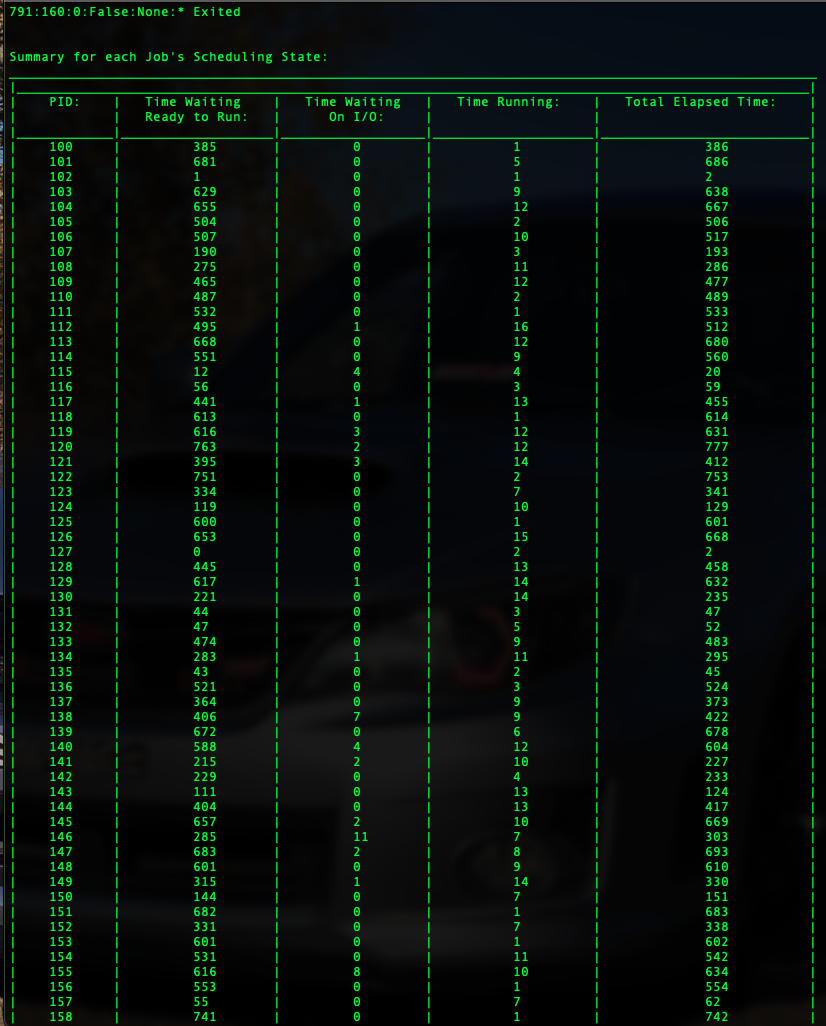 791:160:0:False:None:* Exited
Summary for each Job's Scheduling State:
| PID: | Time Waiting | Time Waiting | Time Running: | Total Elapsed Time: |
| | Ready to Run: | On I/O: | | |
| 100 | 385 | 0 | 1 | 386 |
| 101 | 681 | 0 | 5 | 686 |
| 102 | 1 | 0 | 1 | 2 |
| 103 | 629 | 0 | 9 | 638 |
| 104 | 655 | 0 | 12 | 667 |
| 105 | 504 | 0 | 2 | 506 |
| 106 | 507 | 0 | 10 | 517 |
| 107 | 190 | 0 | 3 | 193 |
| 108 | 275 | 0 | 11 | 286 |
| 109 | 465 | 0 | 12 | 477 |
| 110 | 487 | 0 | 2 | 489 |
| 111 | 532 | 0 | 1 | 533 |
| 112 | 495 | 1 | 16 | 512 |
| 113 | 668 | 0 | 12 | 680 |
| 114 | 551 | 0 | 9 | 560 |
| 115 | 12 | 4 | 4 | 20 |
| 116 | 56 | 0 | 3 | 59 |
| 117 | 441 | 1 | 13 | 455 |
| 118 | 613 | 0 | 1 | 614 |
| 119 | 616 | 3 | 12 | 631 |
| 120 | 763 | 2 | 12 | 777 |
| 121 | 395 | 3 | 14 | 412 |
| 122 | 751 | 0 | 2 | 753 |
| 123 | 334 | 0 | 7 | 341 |
| 124 | 119 | 0 | 10 | 129 |
| 125 | 600 | 0 | 1 | 601 |
| 126 | 653 | 0 | 15 | 668 |
| 127 | 0 | 0 | 2 | 2 |
| 128 | 445 | 0 | 13 | 458 |
| 129 | 617 | 1 | 14 | 632 |
| 130 | 221 | 0 | 14 | 235 |
| 131 | 44 | 0 | 3 | 47 |
| 132 | 47 | 0 | 5 | 52 |
| 133 | 474 | 0 | 9 | 483 |
| 134 | 283 | 1 | 11 | 295 |
| 135 | 43 | 0 | 2 | 45 |
| 136 | 521 | 0 | 3 | 524 |
| 137 | 364 | 0 | 9 | 373 |
| 138 | 406 | 7 | 9 | 422 |
| 139 | 672 | 0 | 6 | 678 |
| 140 | 588 | 4 | 12 | 604 |
| 141 | 215 | 2 | 10 | 227 |
| 142 | 229 | 0 | 4 | 233 |
| 143 | 111 | 0 | 13 | 124 |
| 144 | 404 | 0 | 13 | 417 |
| 145 | 657 | 2 | 10 | 669 |
| 146 | 285 | 11 | 7 | 303 |
| 147 | 683 | 2 | 8 | 693 |
| 148 | 601 | 0 | 9 | 610 |
| 149 | 315 | 1 | 14 | 330 |
| 150 | 144 | 0 | 7 | 151 |
| 151 | 682 | 0 | 1 | 683 |
| 152 | 331 | 0 | 7 | 338 |
| 153 | 601 | 0 | 1 | 602 |
| 154 | 531 | 0 | 11 | 542 |
| 155 | 616 | 8 | 10 | 634 |
| 156 | 553 | 0 | 1 | 554 |
| 157 | 55 | 0 | 7 | 62 |
| 158 | 741 | 0 | 1 | 742 |